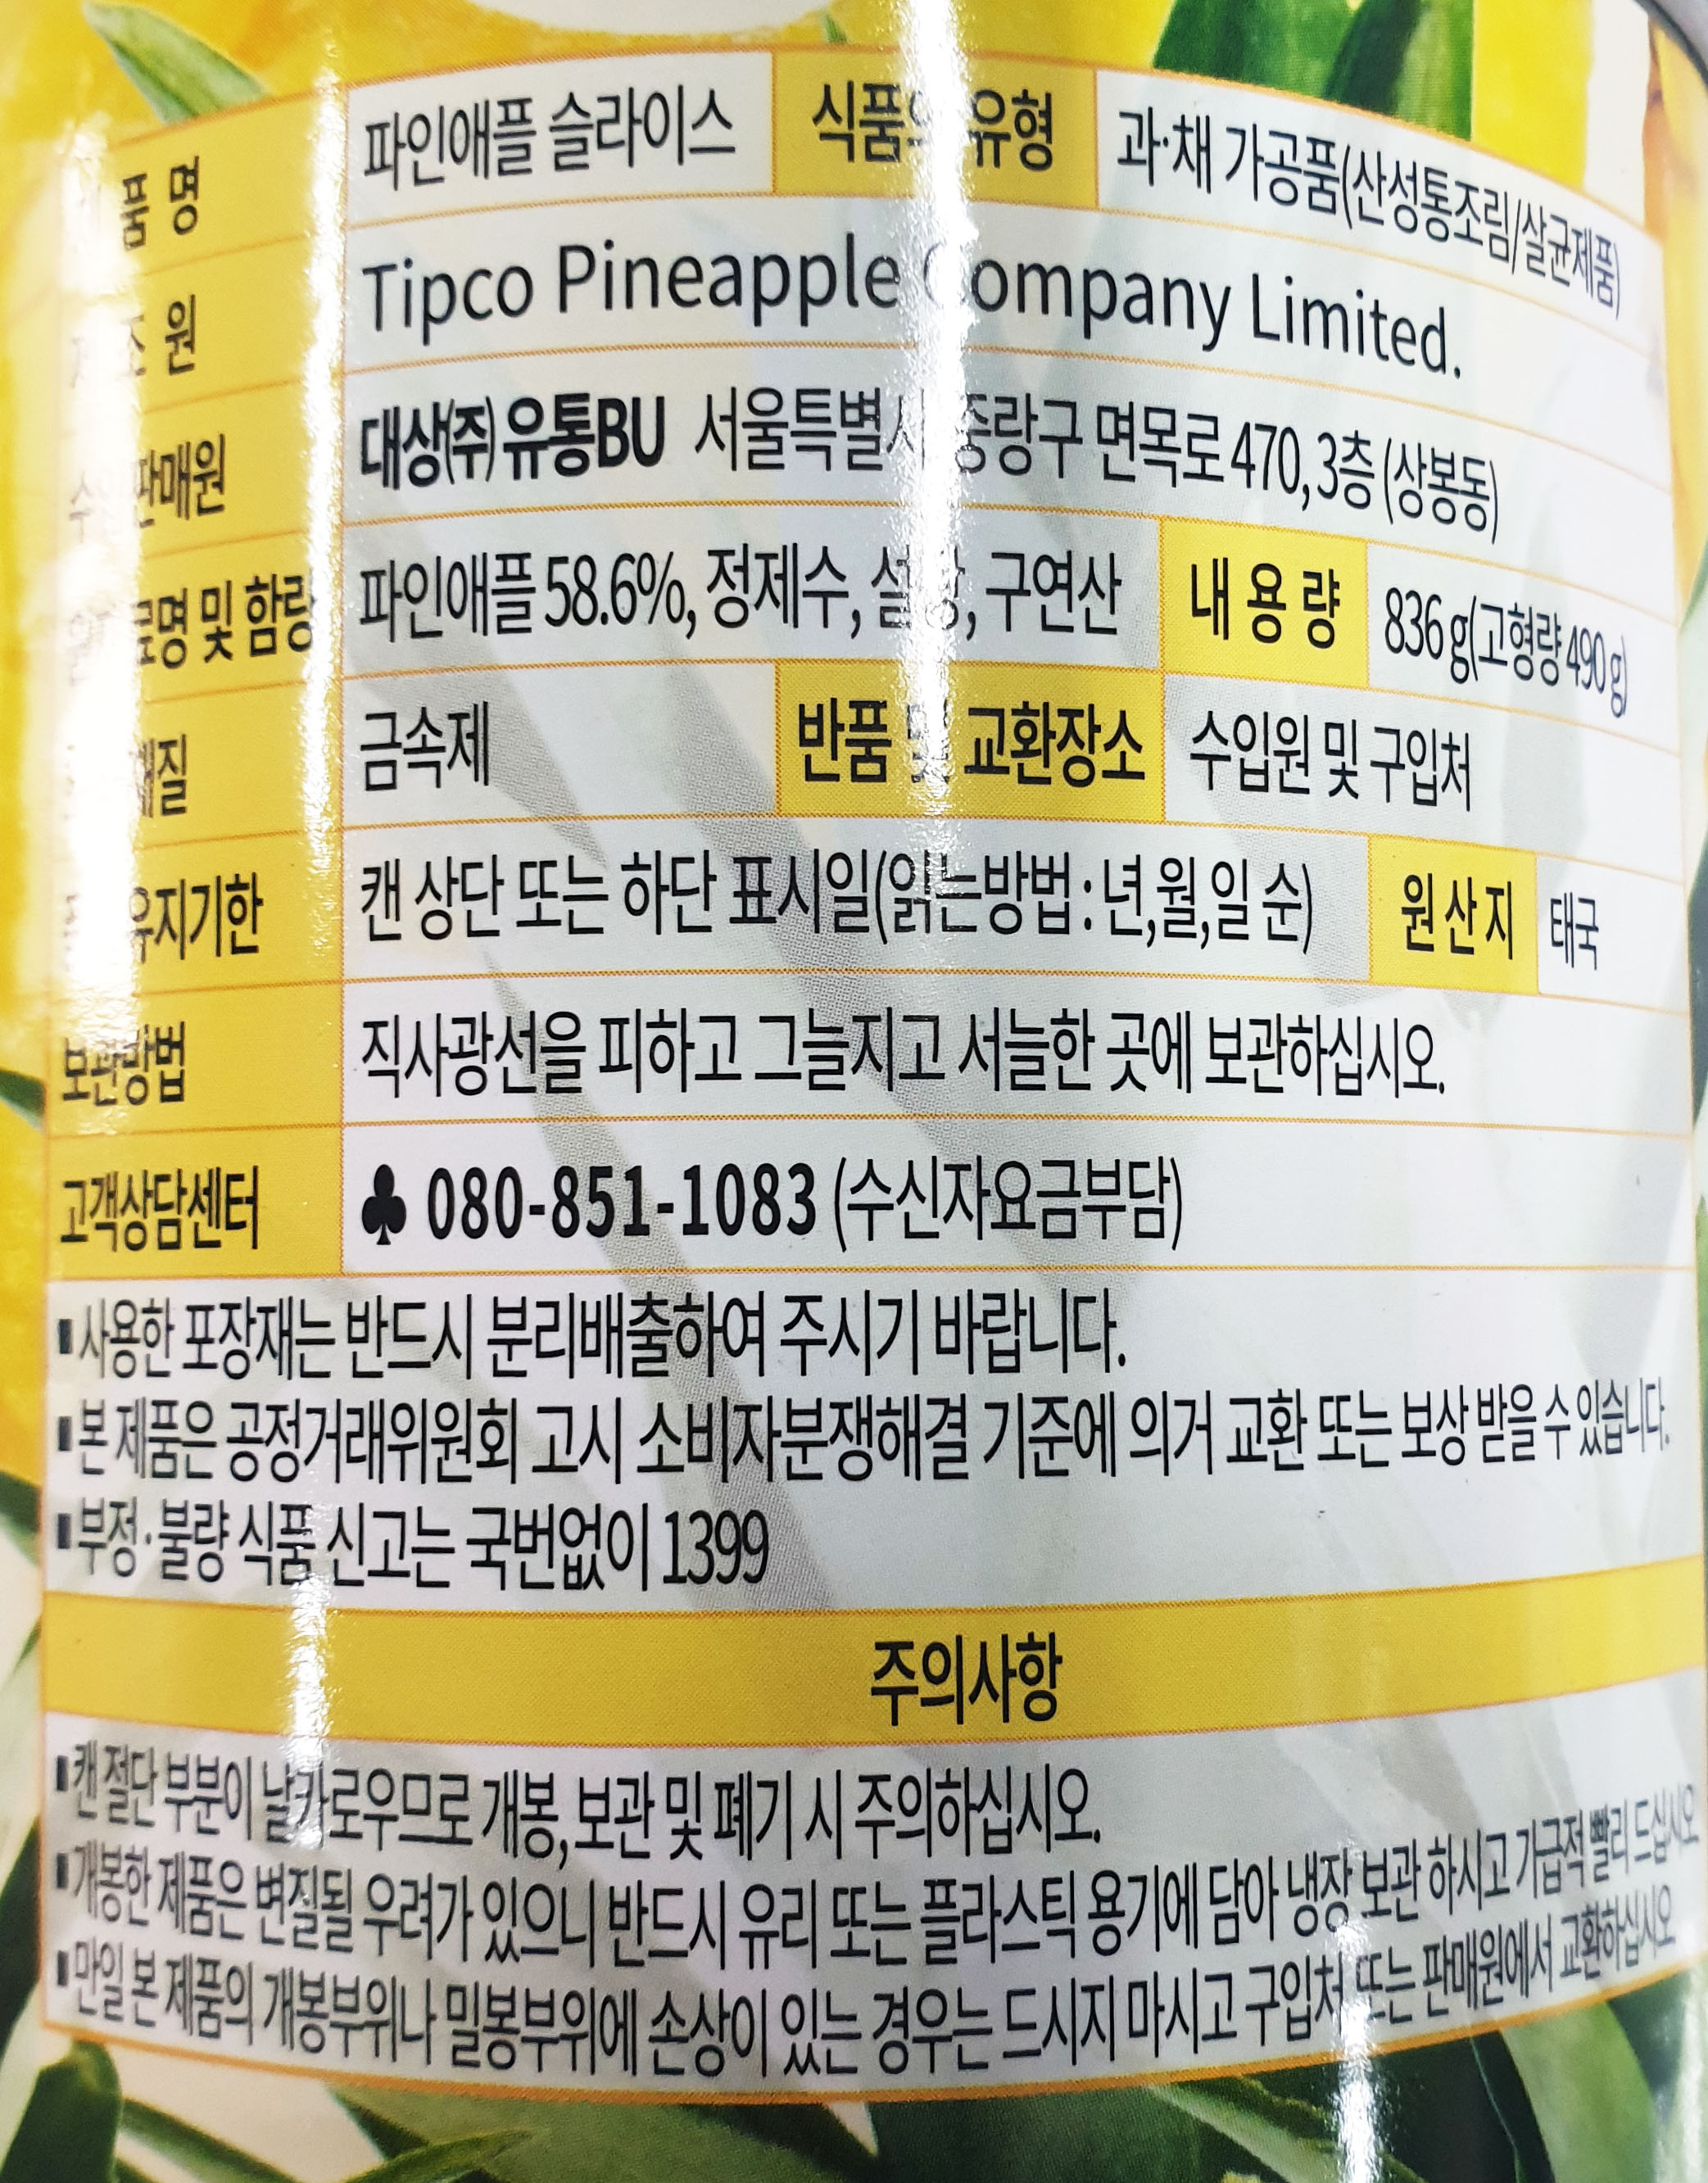 품 명 파인애플 슬라이스 식품의 유형 과·채 가공품(산성통조림/살균제품)
원 Tipco Pineapple Company Limited.
판매원 대상(주) 유통BU 서울특별시 중랑구 면목로 470, 3층 (상봉동)
원료명 및 함량 파인애플 58.6%, 정제수, 설탕, 구연산 내 용 량 836 g(고형량 490 g)
재질 금속제 반품 및 교환장소 수입원 및 구입처
유지기한 캔 상단 또는 하단 표시일(읽는방법 : 년,월,일 순) 원 산 지 태국
보관방법 직사광선을 피하고 그늘지고 서늘한 곳에 보관하십시오.
고객상담센터 ♣ 080-851-1083 (수신자요금부담)
▪사용한 포장재는 반드시 분리배출하여 주시기 바랍니다.
▪본 제품은 공정거래위원회 고시 소비자분쟁해결 기준에 의거 교환 또는 보상 받을 수 있습니다.
▪부정·불량 식품 신고는 국번없이 1399
주의사항
▪캔 절단 부분이 날카로우므로 개봉, 보관 및 폐기 시 주의하십시오.
▪개봉한 제품은 변질될 우려가 있으니 반드시 유리 또는 플라스틱 용기에 담아 냉장 보관 하시고 가급적 빨리 드십시오
▪만일 본 제품의 개봉부위나 밀봉부위에 손상이 있는 경우는 드시지 마시고 구입처 또는 판매원에서 교환하십시오